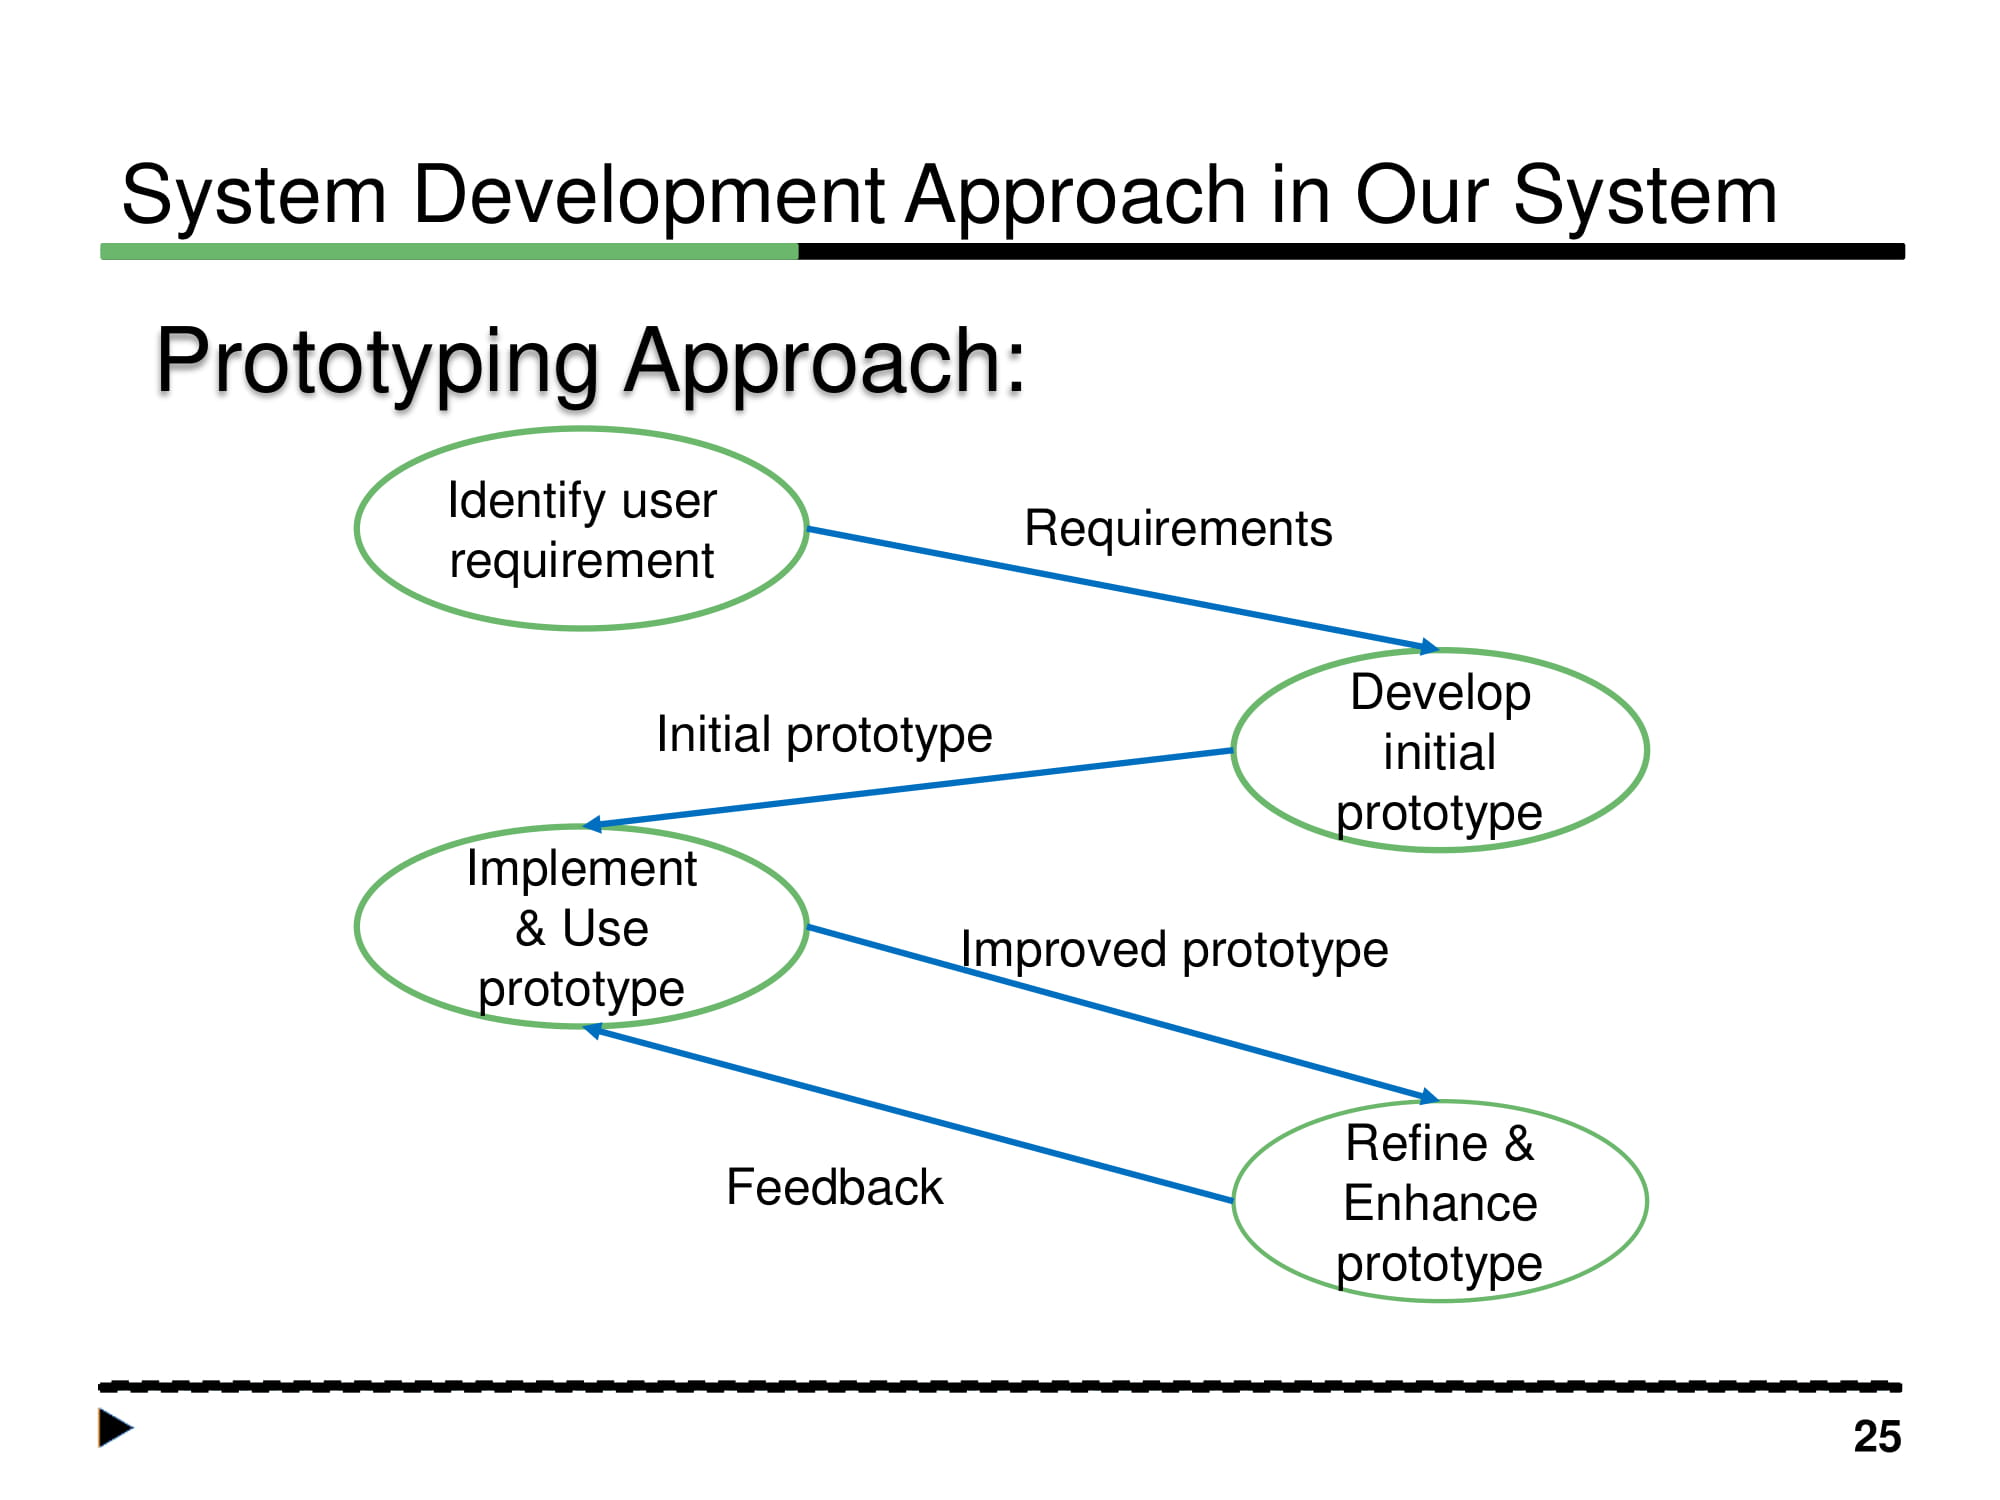 System Development Approach in Our System
Prototyping Approach:
Identify user
requirement
Requirements
Develop
initial
prototype
Initial prototype
Implement
& Use
prototype
Improved prototype
Refine &
Enhance
prototype
Feedback
25